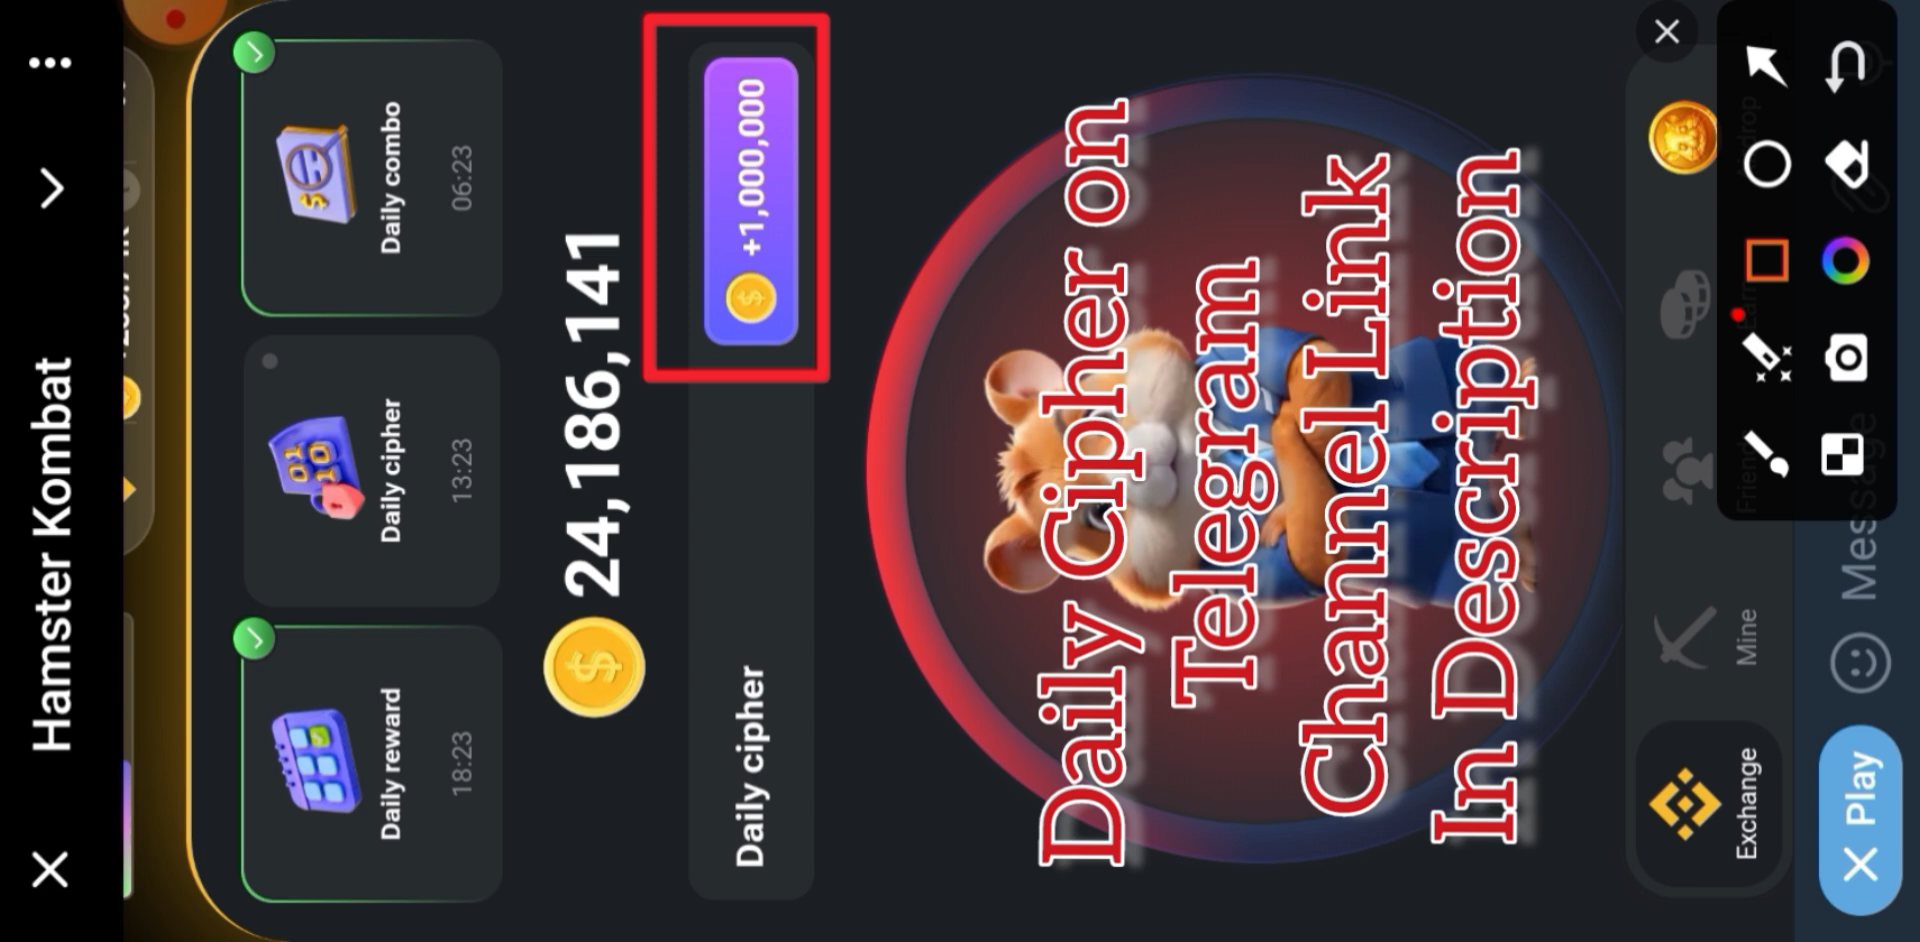 Hamster Kombat
Daily reward
18:23
Daily cipher
13:23
Daily combo
06:23
24,186,141
Daily cipher
+1,000,000
Daily Cipher on
Telegram
Channel Link
In Description
Exchange
Mine
Message
Play